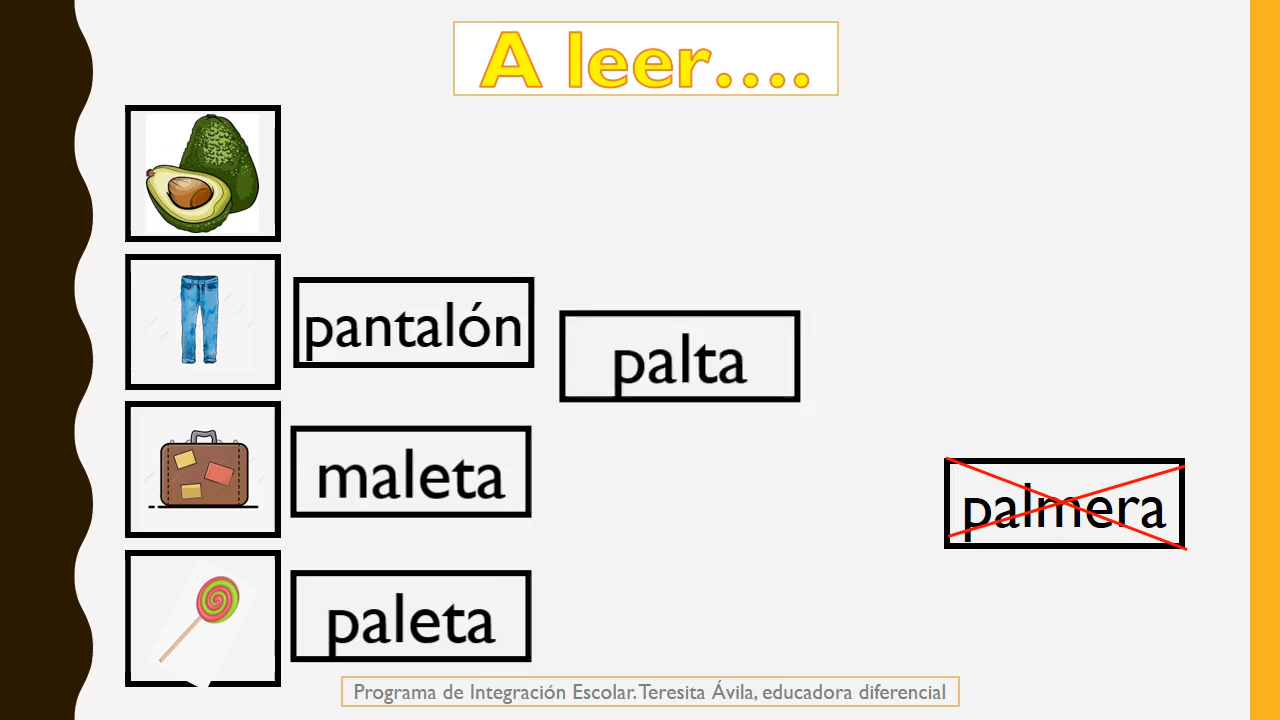 A leer....
pantalón
palta
maleta
palmera
paleta
Programa de Integración Escolar. Teresita Ávila, educadora diferencial